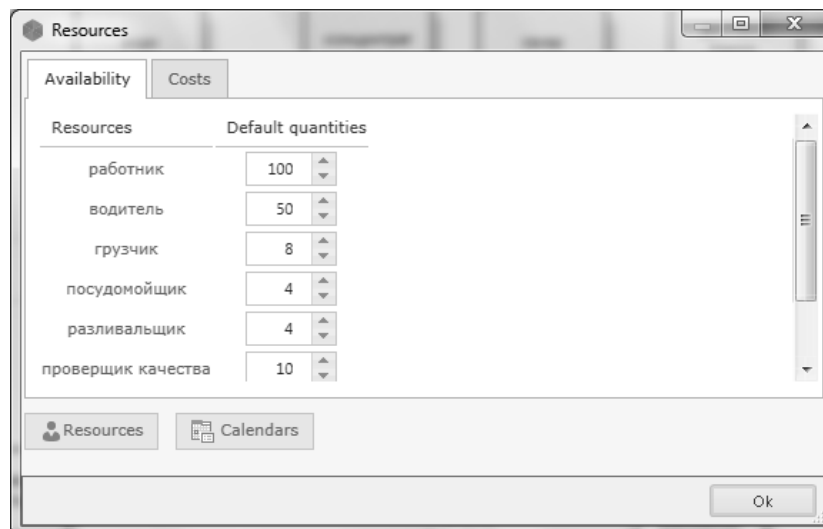 Resources
Availability Costs
Resources Default quantities
работник 100
водитель 50
грузчик 8
посудомойщик 4
разливальщик 4
проверщик качества 10
Resources Calendars
Ok